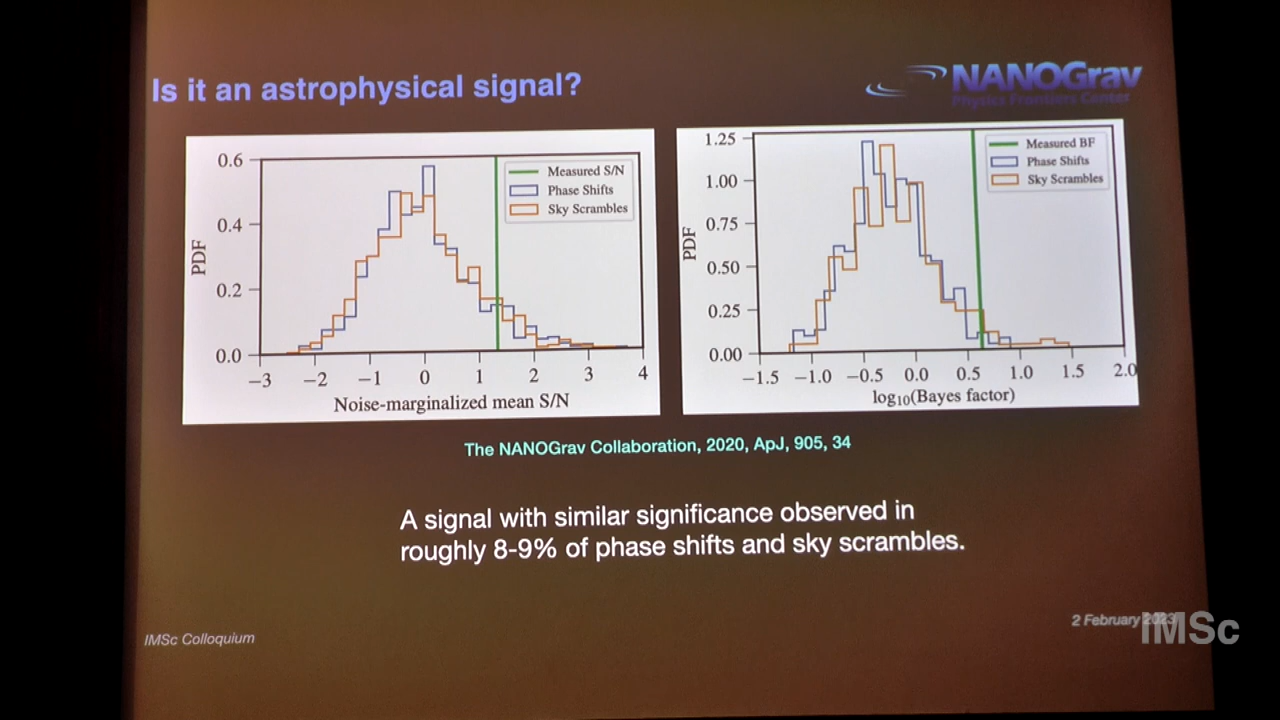 Is it an astrophysical signal?
NANOGrav
Physics Frontiers Center
0.6
0.4
0.2
0.0
PDF
Measured S/N
Phase Shifts
Sky Scrambles
−3 −2 −1 0 1 2 3 4
Noise-marginalized mean S/N
1.25
1.00
0.75
0.50
0.25
0.00
PDF
Measured BF
Phase Shifts
Sky Scrambles
−1.5 −1.0 −0.5 0.0 0.5 1.0 1.5 2.0
log10(Bayes factor)
The NANOGrav Collaboration, 2020, ApJ, 905, 34
A signal with similar significance observed in
roughly 8-9% of phase shifts and sky scrambles.
IMSc Colloquium
2 February 2023
IMSc